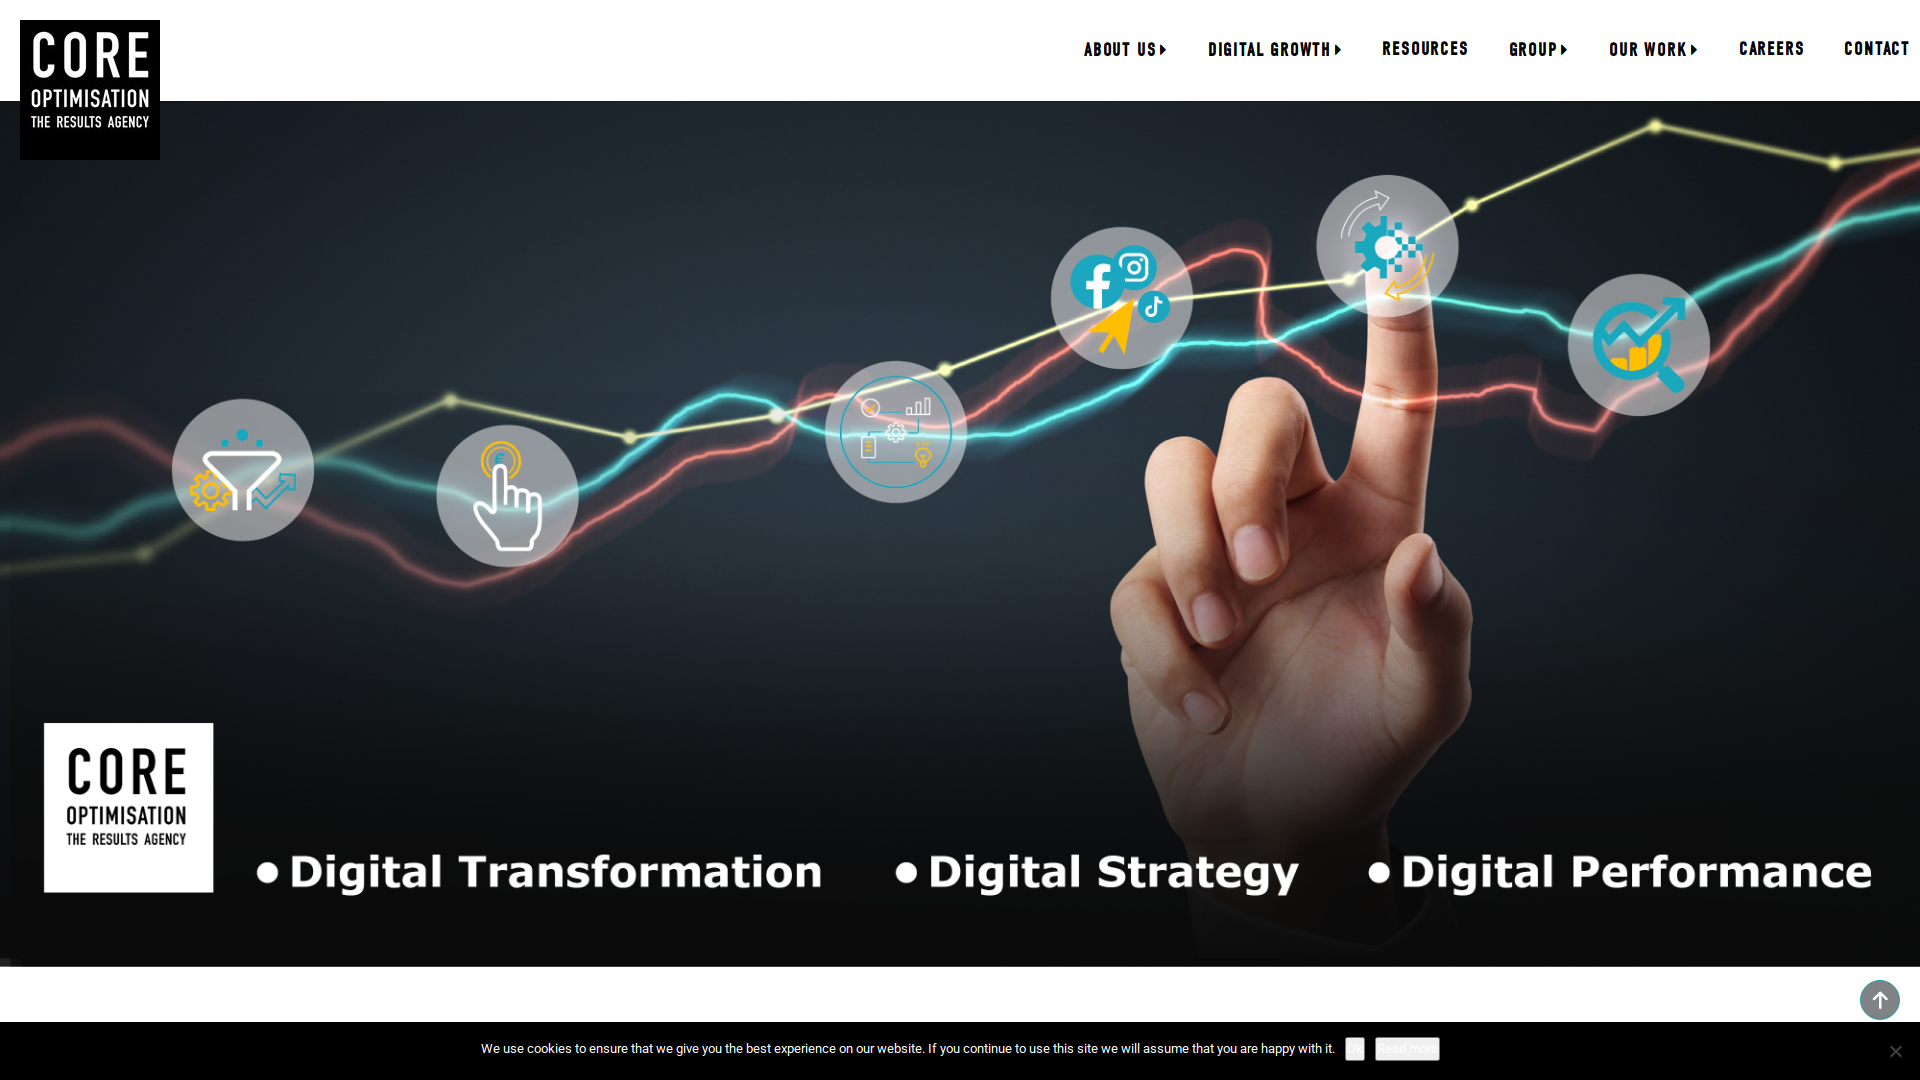 CORE
OPTIMISATION
THE RESULTS AGENCY
ABOUT US
DIGITAL GROWTH
RESOURCES
GROUP
OUR WORK
CAREERS
CONTACT
CORE
OPTIMISATION
THE RESULTS AGENCY
• Digital Transformation • Digital Strategy • Digital Performance
We use cookies to ensure that we give you the best experience on our website. If you continue to use this site we will assume that you are happy with it.
Ok
Read more